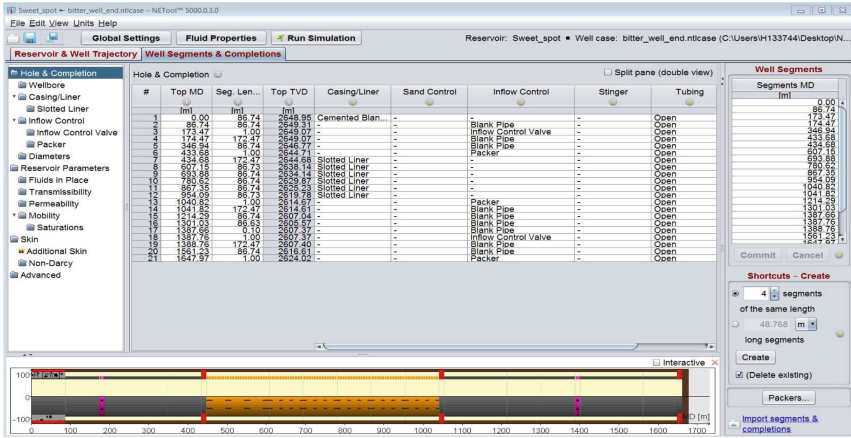 Sweet_spot ► bitter_well_end.ntlcase – NETool™ 5000.0.3.0
File Edit View Units Help
Global Settings Fluid Properties Run Simulation Reservoir: Sweet_spot ▪ Well case: bitter_well_end.ntlcase (C:\Users\H133744\Desktop\N...
Reservoir & Well Trajectory Well Segments & Completions
Hole & Completion
Wellbore
Casing/Liner
Slotted Liner
Inflow Control
Inflow Control Valve
Packer
Diameters
Reservoir Parameters
Fluids in Place
Transmissibility
Permeability
Mobility
Saturations
Skin
Additional Skin
Non-Darcy
Advanced
Hole & Completion Split pane (double view)
# Top MD Seg. Len... Top TVD Casing/Liner Sand Control Inflow Control Stinger Tubing
[m] [m] [m]
1 0.00 86.74 2648.95 Cemented Blan... - - - Open
2 86.74 86.74 2649.31 - - Blank Pipe - Open
3 173.47 1.00 2649.07 - - Inflow Control Valve - Open
4 174.47 172.47 2649.07 - - Blank Pipe - Open
5 346.94 86.74 2646.77 - - Blank Pipe - Open
6 433.68 1.00 2644.71 - - Packer - Open
7 434.68 172.47 2644.68 Slotted Liner - - - Open
8 607.15 86.73 2638.14 Slotted Liner - - - Open
9 693.88 86.74 2634.14 Slotted Liner - - - Open
10 780.62 86.74 2629.87 Slotted Liner - - - Open
11 867.35 86.74 2625.23 Slotted Liner - - - Open
12 954.09 86.73 2619.78 Slotted Liner - - - Open
13 1040.82 1.00 2614.67 - - Packer - Open
14 1041.82 172.47 2614.61 - - Blank Pipe - Open
15 1214.29 86.74 2607.04 - - Blank Pipe - Open
16 1301.03 86.63 2605.57 - - Blank Pipe - Open
17 1387.66 0.10 2607.37 - - Blank Pipe - Open
18 1387.76 1.00 2607.37 - - Inflow Control Valve - Open
19 1388.76 172.47 2607.40 - - Blank Pipe - Open
20 1561.23 86.74 2616.61 - - Blank Pipe - Open
21 1647.97 1.00 2624.02 - - Packer - Open
Well Segments
Segments MD
[m]
0.00
86.74
173.47
174.47
346.94
433.68
434.68
607.15
693.88
780.62
867.35
954.09
1040.82
1041.82
1214.29
1301.03
1387.66
1387.76
1388.76
1561.23
1647.97
Commit Cancel
Shortcuts – Create
4 segments
of the same length
48.768 m
long segments
Create
(Delete existing)
Packers...
Import segments &
completions
Interactive
100
0
-100
MD [m]
0 100 200 300 400 500 600 700 800 900 1000 1100 1200 1300 1400 1500 1600 1700